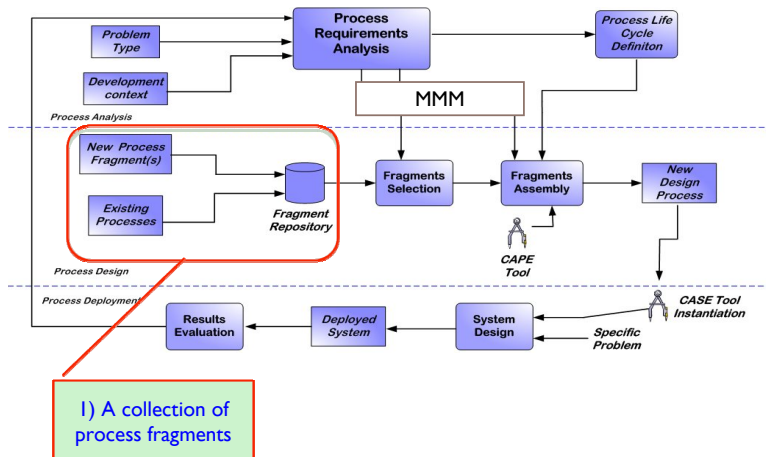 Process
Requirements
Analysis
Problem
Type
Process Life
Cycle
Definiton
Development
context
MMM
Process Analysis
New Process
Fragment(s)
Existing
Processes
Fragment
Repository
Fragments
Selection
Fragments
Assembly
New
Design
Process
CAPE
Tool
Process Design
Process Deployment
CASE Tool
Instantiation
Results
Evaluation
Deployed
System
System
Design
Specific
Problem
1) A collection of
process fragments